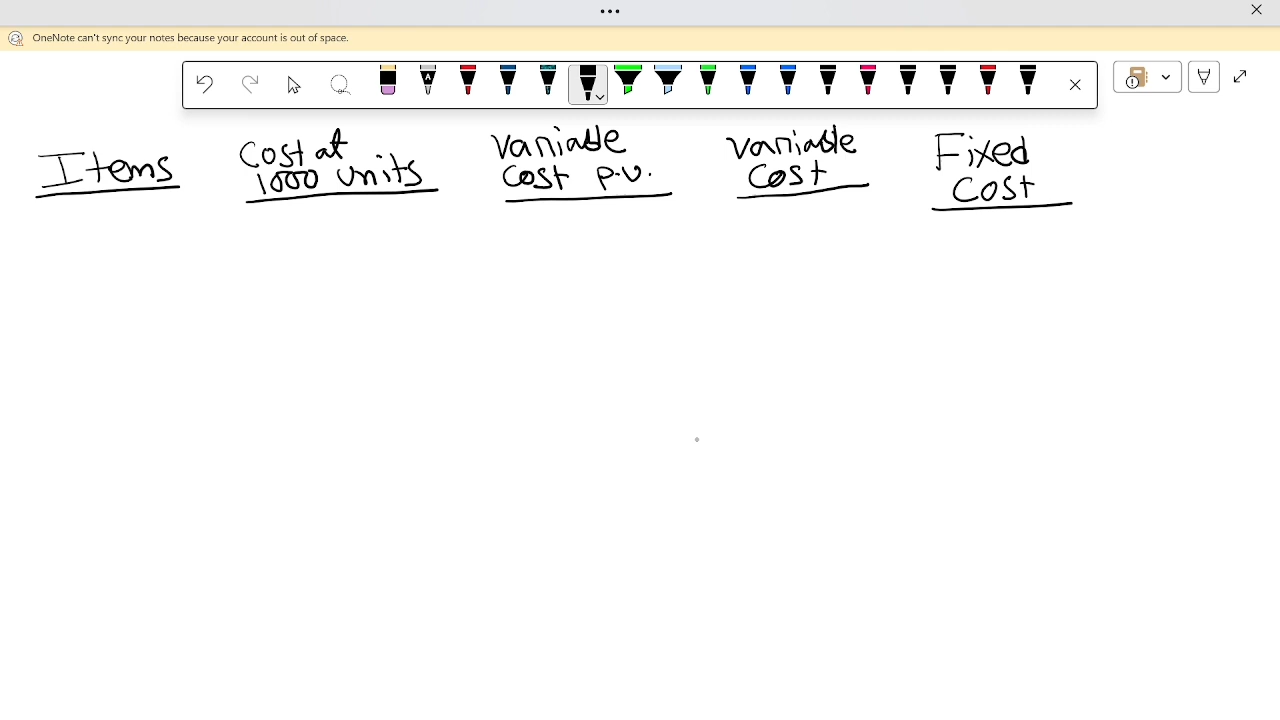 OneNote can't sync your notes because your account is out of space.
A
Items
Cost at
1000 units
Variable
Cost p.u.
Variable
Cost
Fixed
Cost